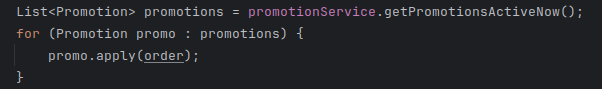 List<Promotion> promotions = promotionService.getPromotionsActiveNow();
for (Promotion promo : promotions) {
    promo.apply(order);
}